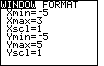 WINDOW FORMAT
Xmin=-5
Xmax=3
Xscl=1
Ymin=-5
Ymax=5
Yscl=1